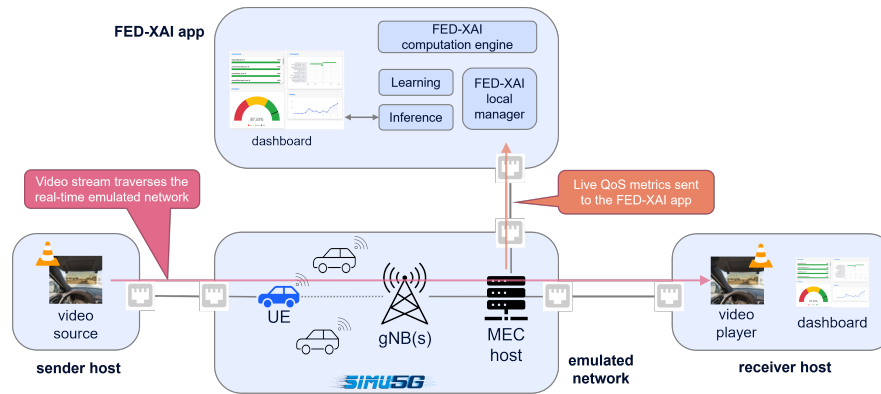 FED-XAI app
FED-XAI
computation engine
Learning
Inference
FED-XAI
local
manager
87.53%
dashboard
Video stream traverses the
real-time emulated network
Live QoS metrics sent
to the FED-XAI app
video
source
sender host
UE
gNB(s)
MEC
host
SIMU5G
emulated
network
video
player
dashboard
receiver host